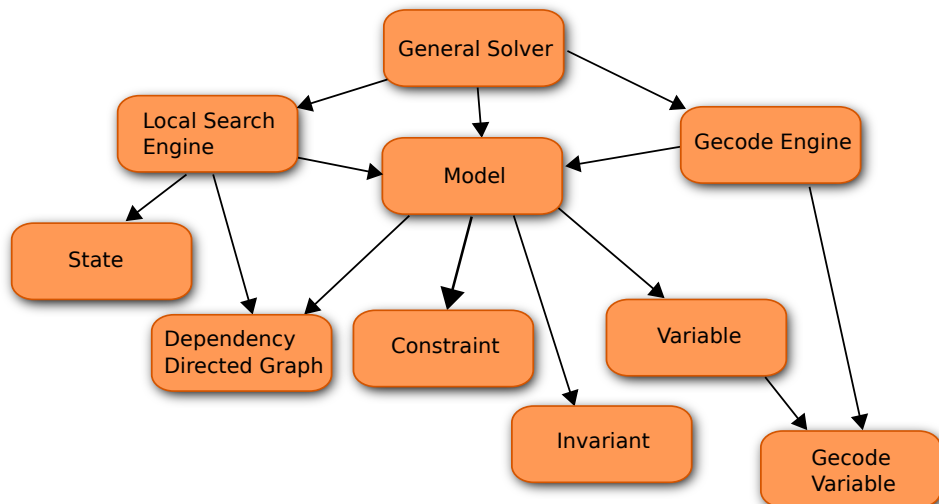 General Solver
Local Search
Engine
Gecode Engine
Model
State
Dependency
Directed Graph
Constraint
Variable
Invariant
Gecode
Variable